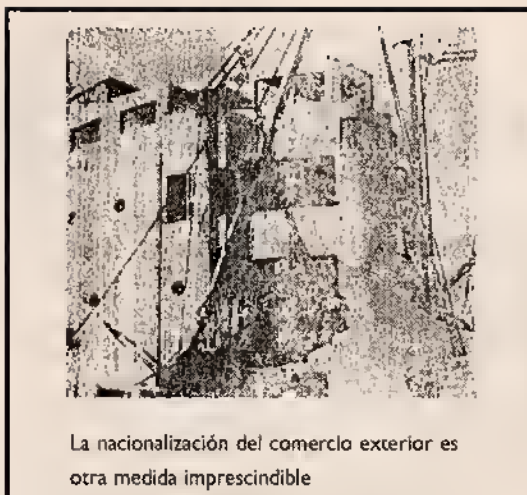 La nacionalización del comercio exterior es
otra medida imprescindible